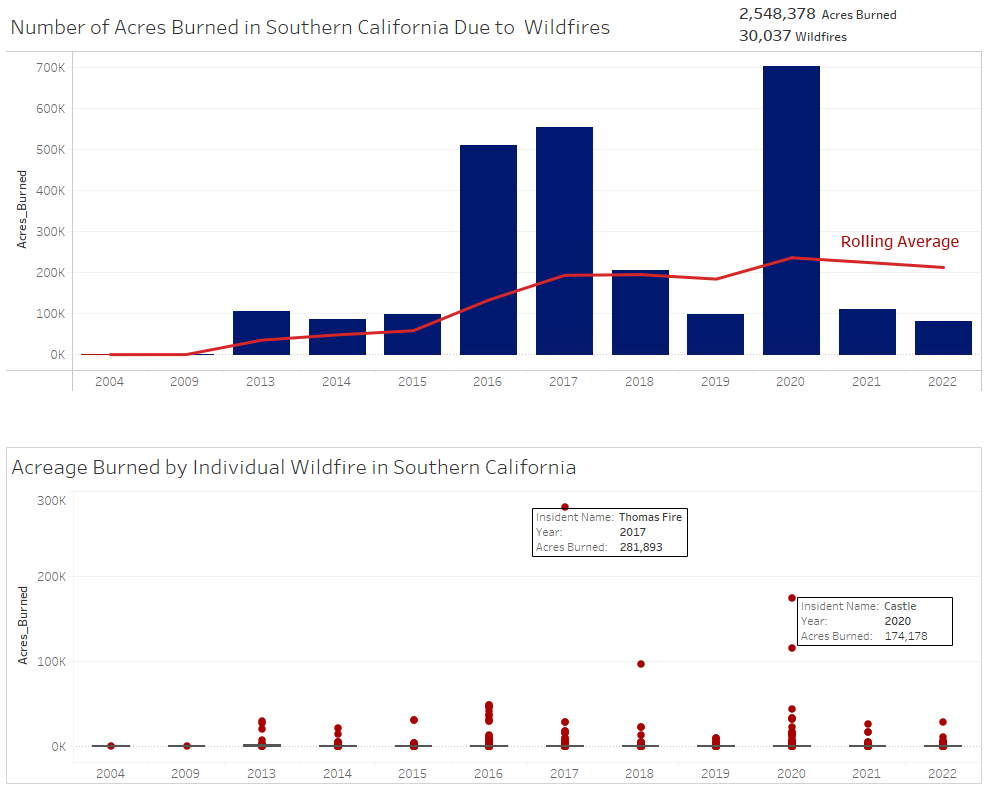 Number of Acres Burned in Southern California Due to Wildfires
2,548,378 Acres Burned
30,037 Wildfires
700K
600K
500K
400K
300K
200K
100K
0K
Acres_Burned
Rolling Average
2004 2009 2013 2014 2015 2016 2017 2018 2019 2020 2021 2022
Acreage Burned by Individual Wildfire in Southern California
300K
200K
100K
0K
Acres_Burned
Insident Name: Thomas Fire
Year: 2017
Acres Burned: 281,893
Insident Name: Castle
Year: 2020
Acres Burned: 174,178
2004 2009 2013 2014 2015 2016 2017 2018 2019 2020 2021 2022